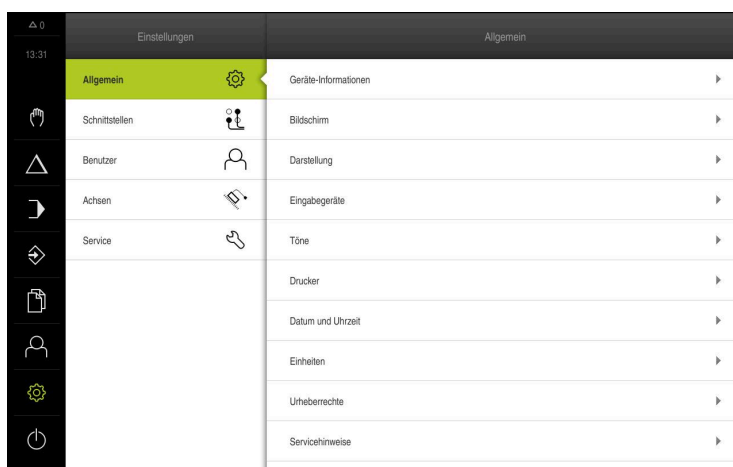 △ 0
13:31
Einstellungen
Allgemein
Allgemein
Schnittstellen
Benutzer
Achsen
Service
Geräte-Informationen
Bildschirm
Darstellung
Eingabegeräte
Töne
Drucker
Datum und Uhrzeit
Einheiten
Urheberrechte
Servicehinweise